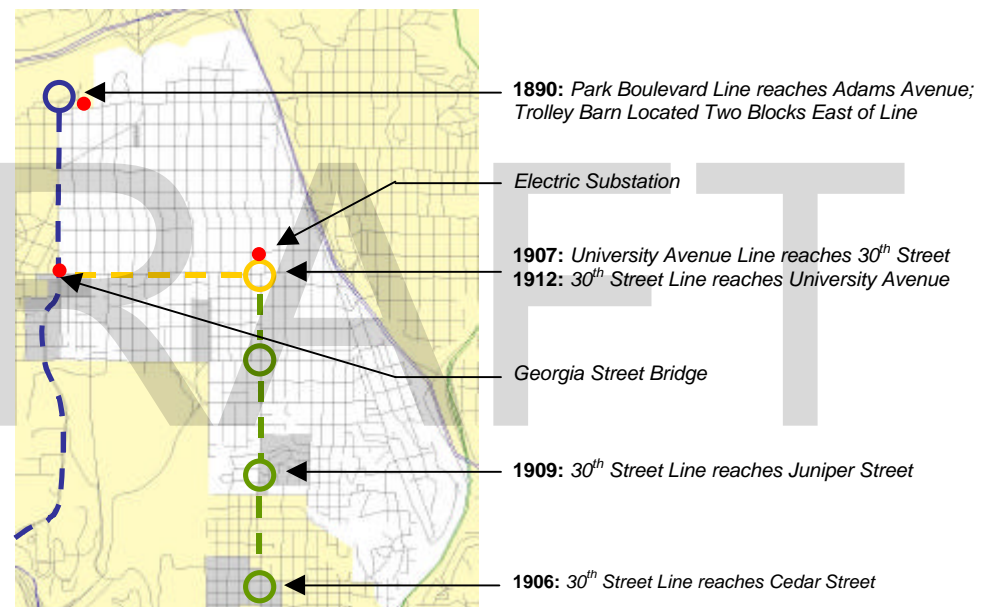 1890: Park Boulevard Line reaches Adams Avenue;
Trolley Barn Located Two Blocks East of Line
Electric Substation
1907: University Avenue Line reaches 30th Street
1912: 30th Street Line reaches University Avenue
Georgia Street Bridge
1909: 30th Street Line reaches Juniper Street
1906: 30th Street Line reaches Cedar Street
RAFT